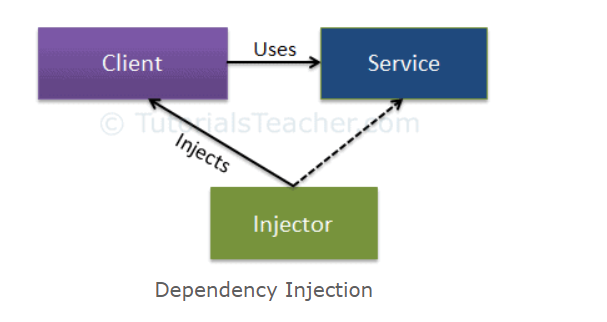 Uses
Client
Service
© TutorialsTeacher.com
Injects
Injector
Dependency Injection